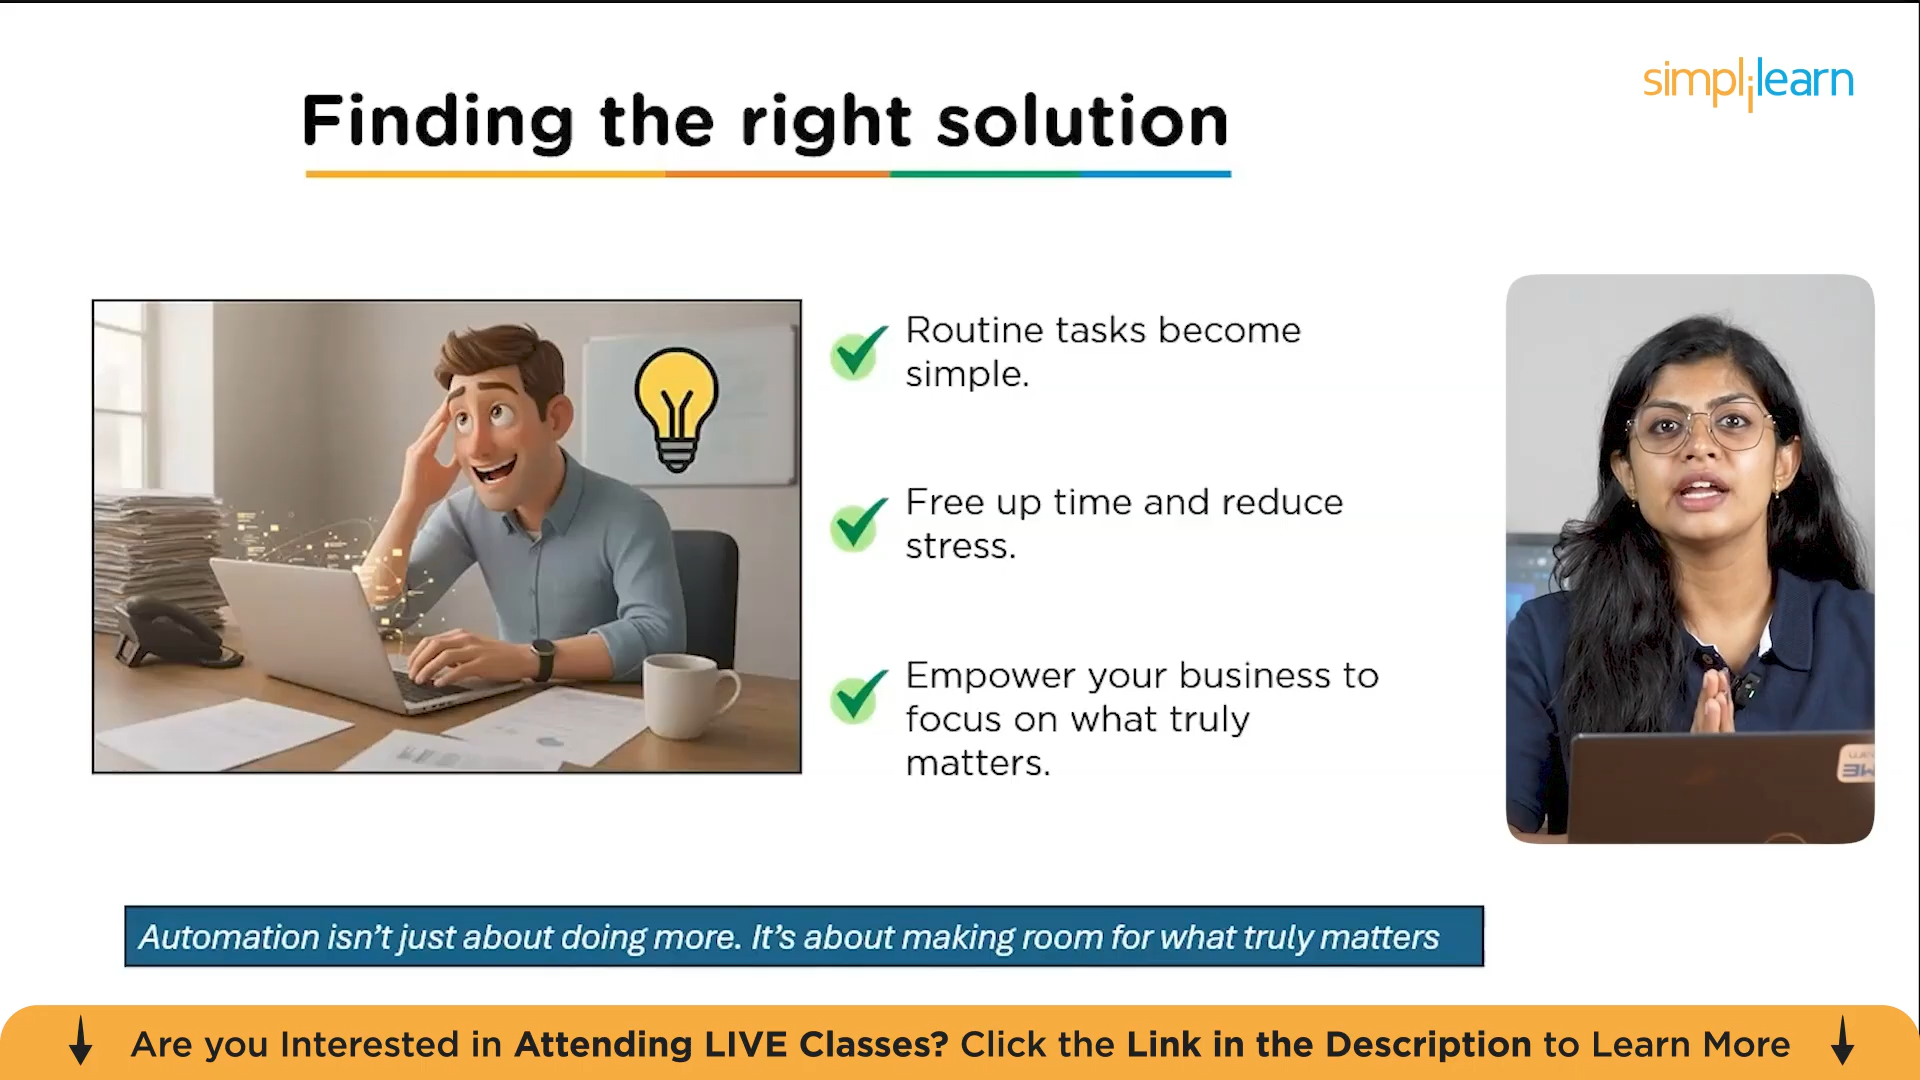 simplilearn
Finding the right solution
Routine tasks become
simple.
Free up time and reduce
stress.
Empower your business to
focus on what truly
matters.
Automation isn't just about doing more. It's about making room for what truly matters
Are you Interested in Attending LIVE Classes? Click the Link in the Description to Learn More